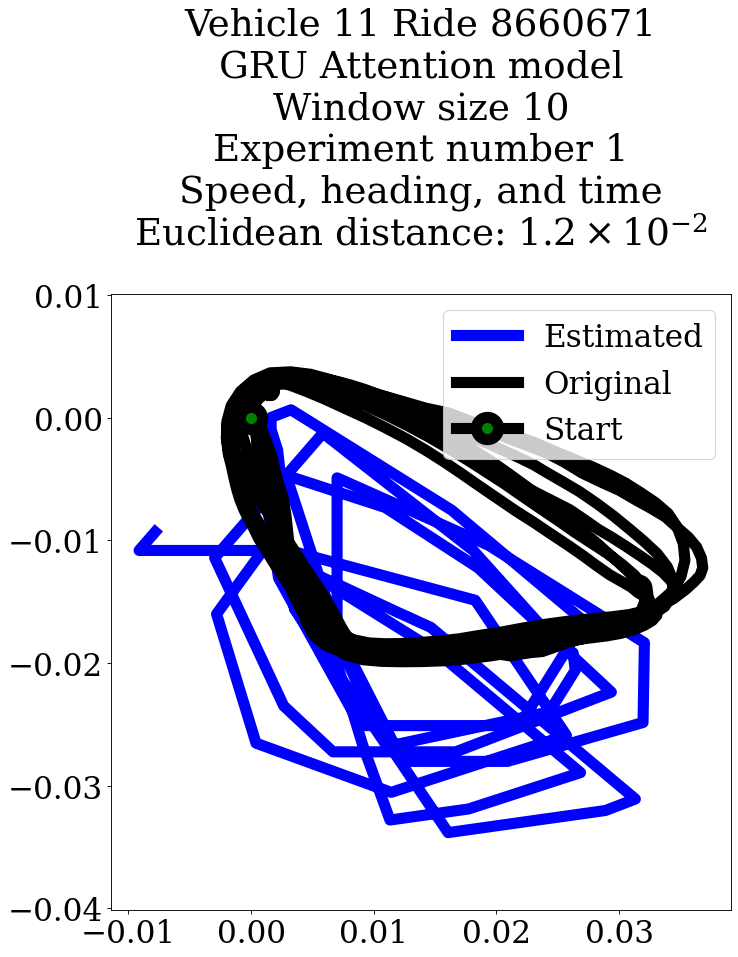 Vehicle 11 Ride 8660671
GRU Attention model
Window size 10
Experiment number 1
Speed, heading, and time
Euclidean distance: 1.2 × 10⁻²
0.01
0.00
−0.01
−0.02
−0.03
−0.04
Estimated
Original
Start
−0.01
0.00
0.01
0.02
0.03